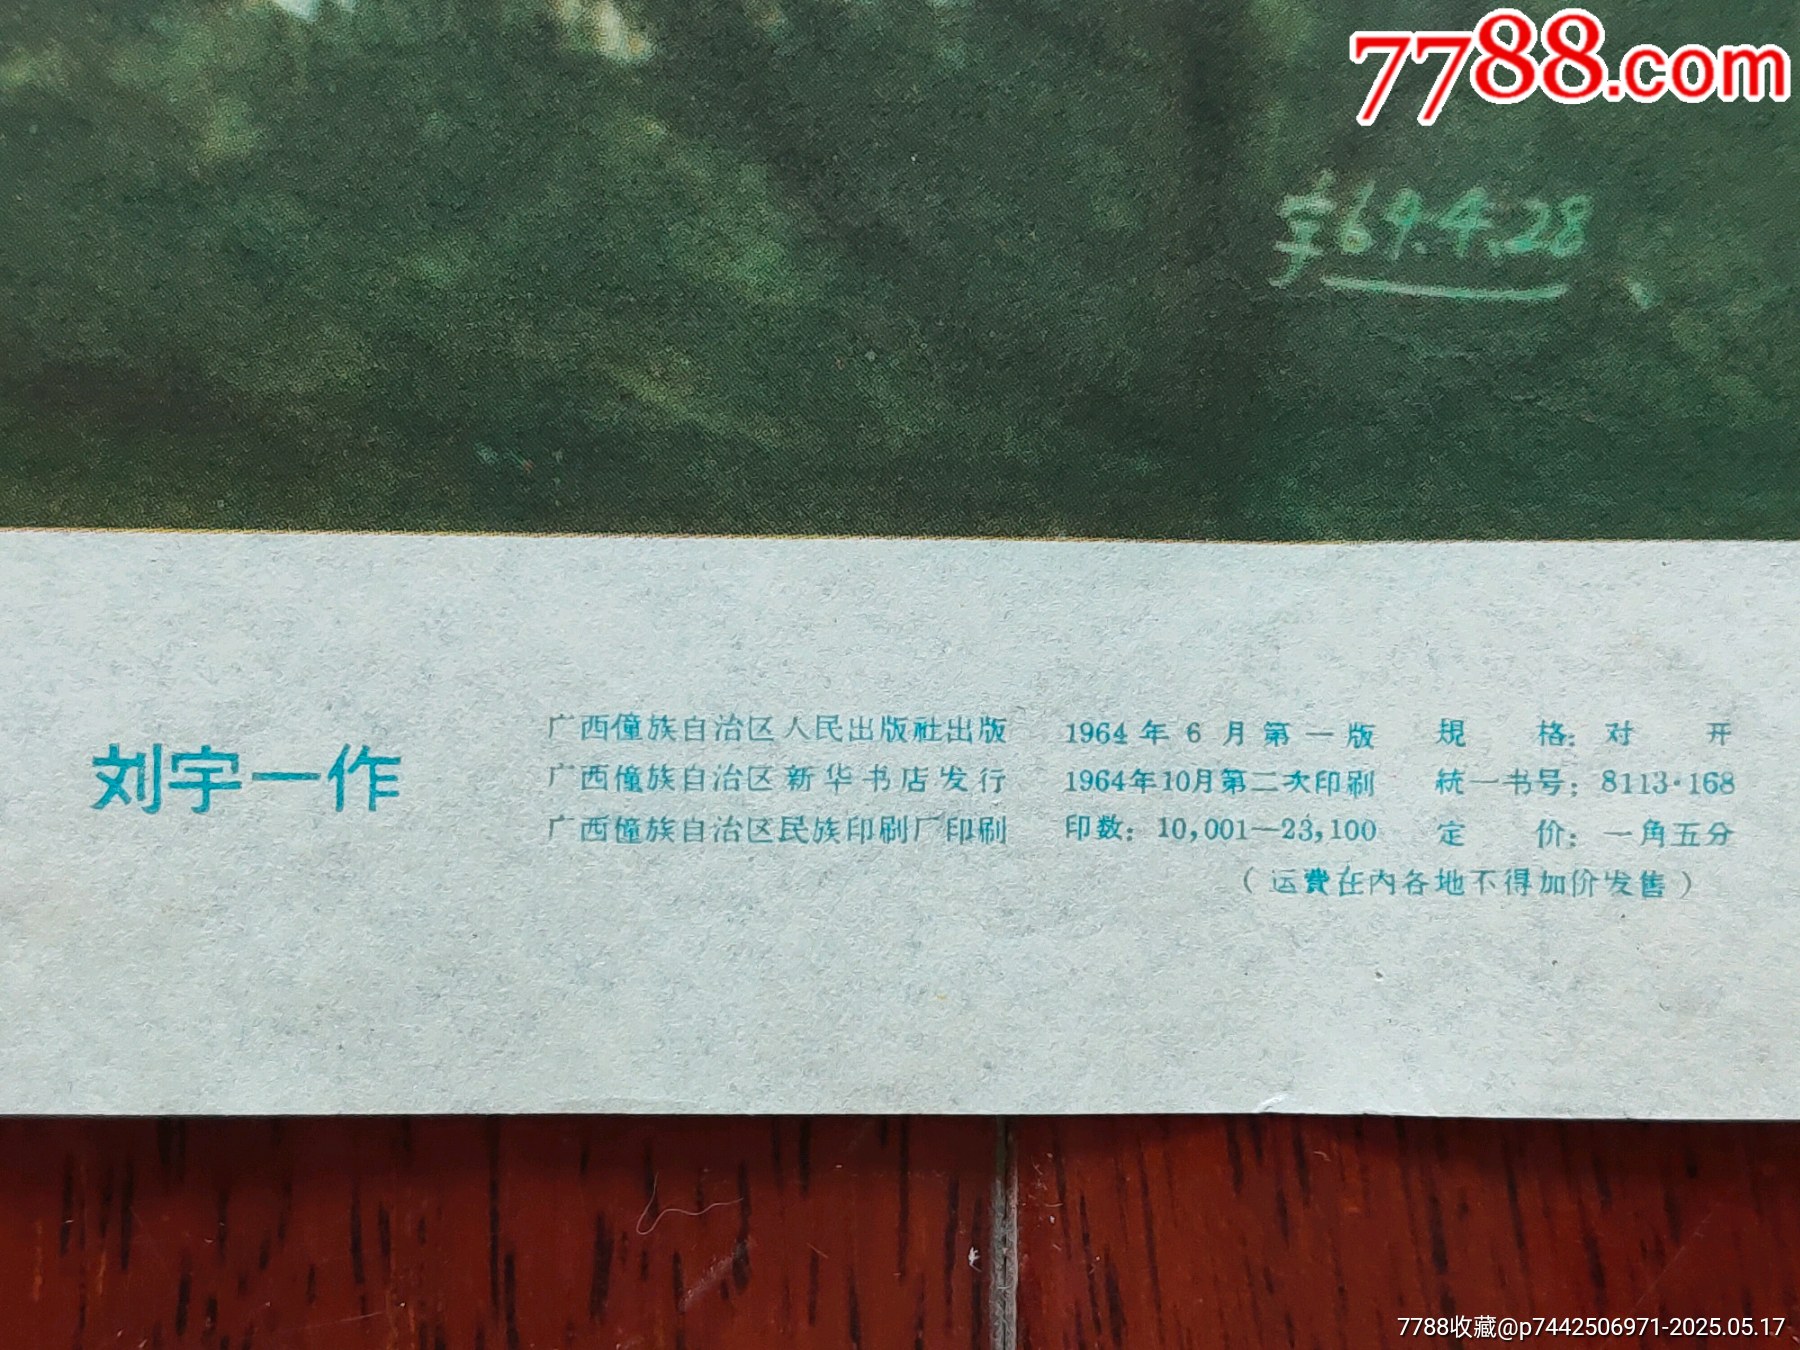 7788.com
宇69.4.28
刘宇一作
广西僮族自治区人民出版社出版
广西僮族自治区新华书店发行
广西僮族自治区民族印刷厂印刷
1964年6月第一版
1964年10月第二次印刷
印数：10,001—23,100
規格：对开
統一书号：8113·168
定价：一角五分
（运費在内各地不得加价发售）
7788收藏@p7442506971-2025.05.17